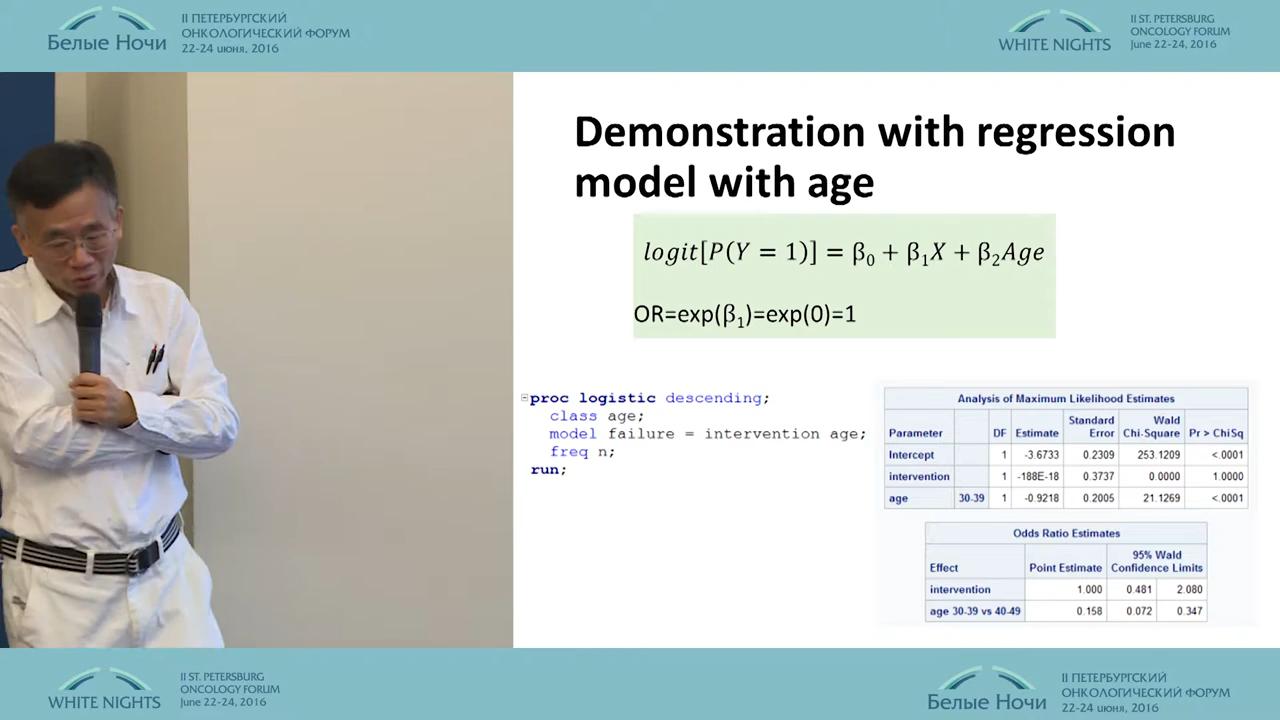 II ПЕТЕРБУРГСКИЙ
ОНКОЛОГИЧЕСКИЙ ФОРУМ
Белые Ночи
22-24 июня, 2016
II ST. PETERSBURG
ONCOLOGY FORUM
WHITE NIGHTS
June 22-24, 2016
Demonstration with regression
model with age
logit[P(Y = 1)] = β₀ + β₁X + β₂Age
OR=exp(β₁)=exp(0)=1
proc logistic descending;
class age;
model failure = intervention age;
freq n;
run;
Analysis of Maximum Likelihood Estimates
Parameter DF Estimate Standard Error Wald Chi-Square Pr > ChiSq
Intercept 1 -3.6733 0.2309 253.1209 <.0001
intervention 1 -188E-18 0.3737 0.0000 1.0000
age 30-39 1 -0.9218 0.2005 21.1269 <.0001
Odds Ratio Estimates
Effect Point Estimate 95% Wald Confidence Limits
intervention 1.000 0.481 2.080
age 30-39 vs 40-49 0.158 0.072 0.347
II ST. PETERSBURG
ONCOLOGY FORUM
WHITE NIGHTS
June 22-24, 2016
II ПЕТЕРБУРГСКИЙ
ОНКОЛОГИЧЕСКИЙ ФОРУМ
Белые Ночи
22-24 июня, 2016